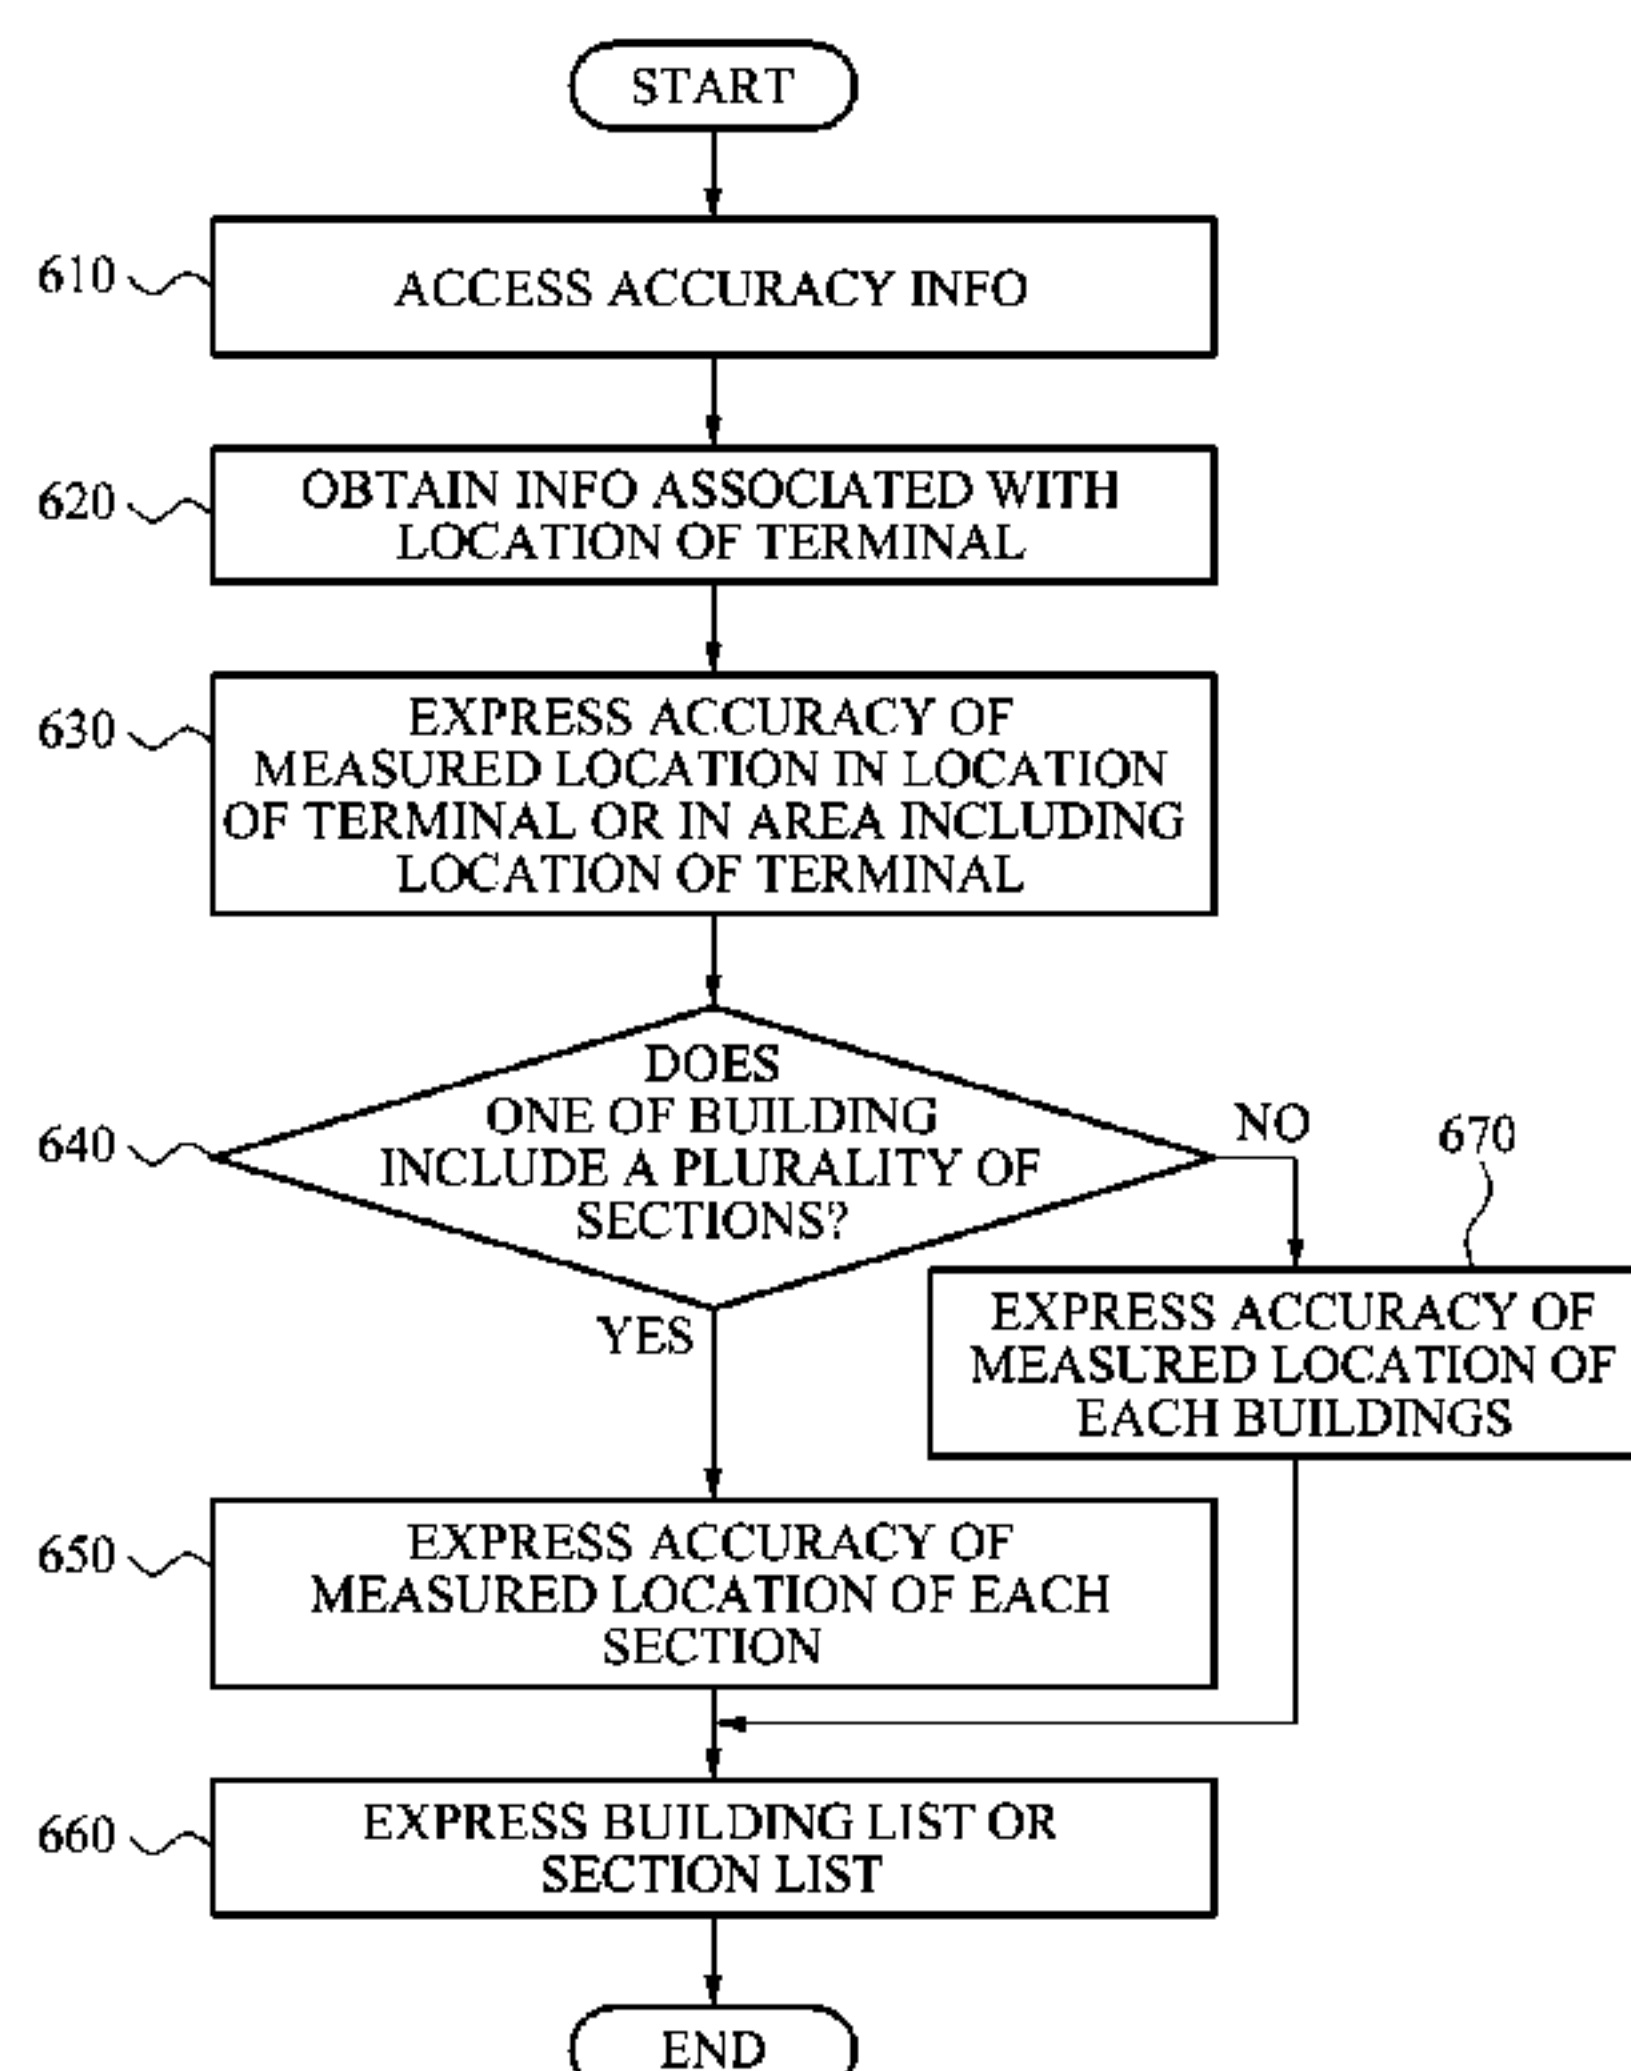 START
610
ACCESS ACCURACY INFO
620
OBTAIN INFO ASSOCIATED WITH
LOCATION OF TERMINAL
630
EXPRESS ACCURACY OF
MEASURED LOCATION IN LOCATION
OF TERMINAL OR IN AREA INCLUDING
LOCATION OF TERMINAL
640
DOES
ONE OF BUILDING
INCLUDE A PLURALITY OF
SECTIONS?
NO
670
YES
EXPRESS ACCURACY OF
MEASURED LOCATION OF
EACH BUILDINGS
650
EXPRESS ACCURACY OF
MEASURED LOCATION OF EACH
SECTION
660
EXPRESS BUILDING LIST OR
SECTION LIST
END